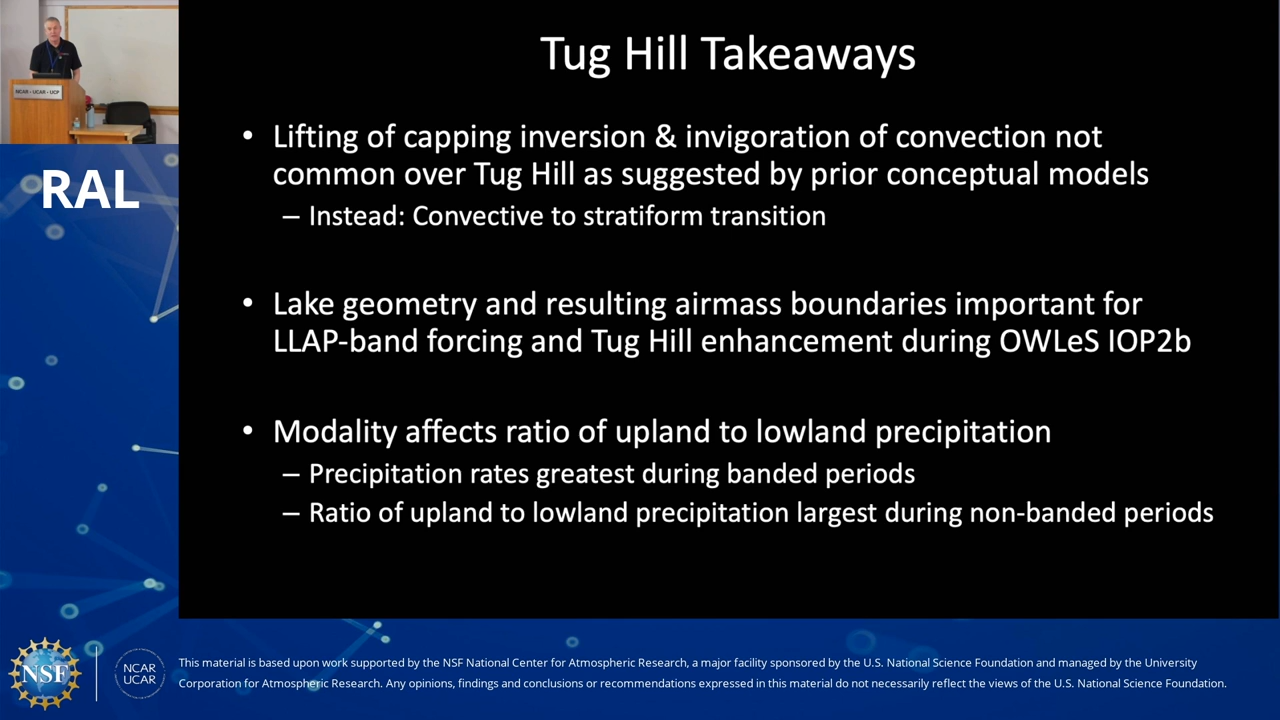 NCAR • UCAR • UCP
RAL
Tug Hill Takeaways
• Lifting of capping inversion & invigoration of convection not
common over Tug Hill as suggested by prior conceptual models
– Instead: Convective to stratiform transition
• Lake geometry and resulting airmass boundaries important for
LLAP-band forcing and Tug Hill enhancement during OWLeS IOP2b
• Modality affects ratio of upland to lowland precipitation
– Precipitation rates greatest during banded periods
– Ratio of upland to lowland precipitation largest during non-banded periods
NSF
NCAR
UCAR
This material is based upon work supported by the NSF National Center for Atmospheric Research, a major facility sponsored by the U.S. National Science Foundation and managed by the University
Corporation for Atmospheric Research. Any opinions, findings and conclusions or recommendations expressed in this material do not necessarily reflect the views of the U.S. National Science Foundation.